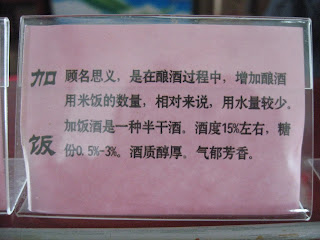 加饭
顾名思义，是在酿酒过程中，增加酿酒
用米饭的数量，相对来说，用水量较少。
加饭酒是一种半干酒。酒度15%左右，糖
份0.5%-3%。酒质醇厚。气郁芳香。